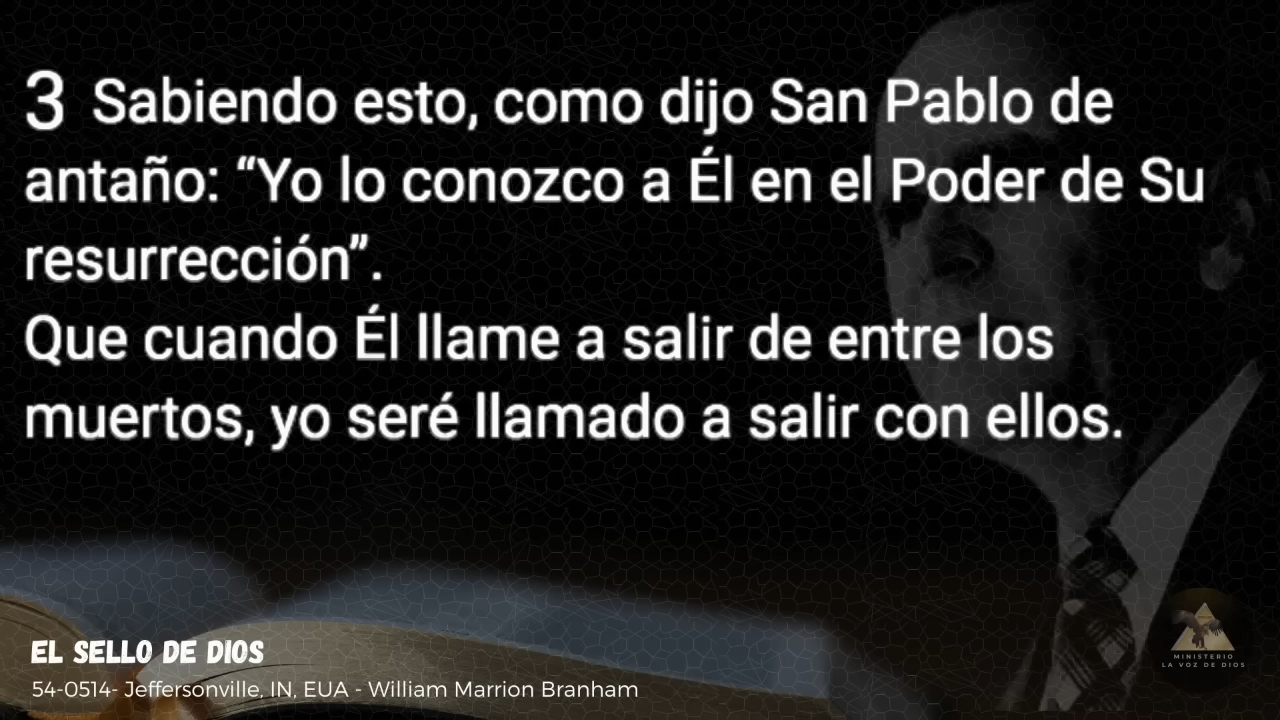 3 Sabiendo esto, como dijo San Pablo de
antaño: “Yo lo conozco a Él en el Poder de Su
resurrección”.
Que cuando Él llame a salir de entre los
muertos, yo seré llamado a salir con ellos.
EL SELLO DE DIOS
54-0514- Jeffersonville, IN, EUA - William Marrion Branham
MINISTERIO
LA VOZ DE DIOS